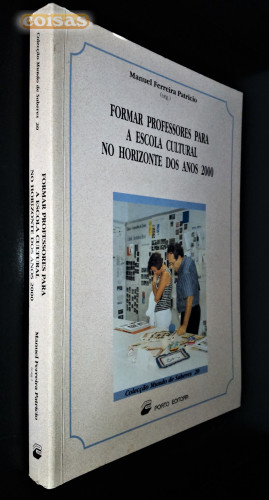 coisas
Manuel Ferreira Patrício
(org.)
FORMAR PROFESSORES PARA
A ESCOLA CULTURAL
NO HORIZONTE DOS ANOS 2000
Colecção Mundo de Saberes 20
PORTO EDITORA
Colecção Mundo de Saberes 20
FORMAR PROFESSORES PARA
A ESCOLA CULTURAL
NO HORIZONTE DOS ANOS 2000
Manuel Ferreira Patrício
(org.)